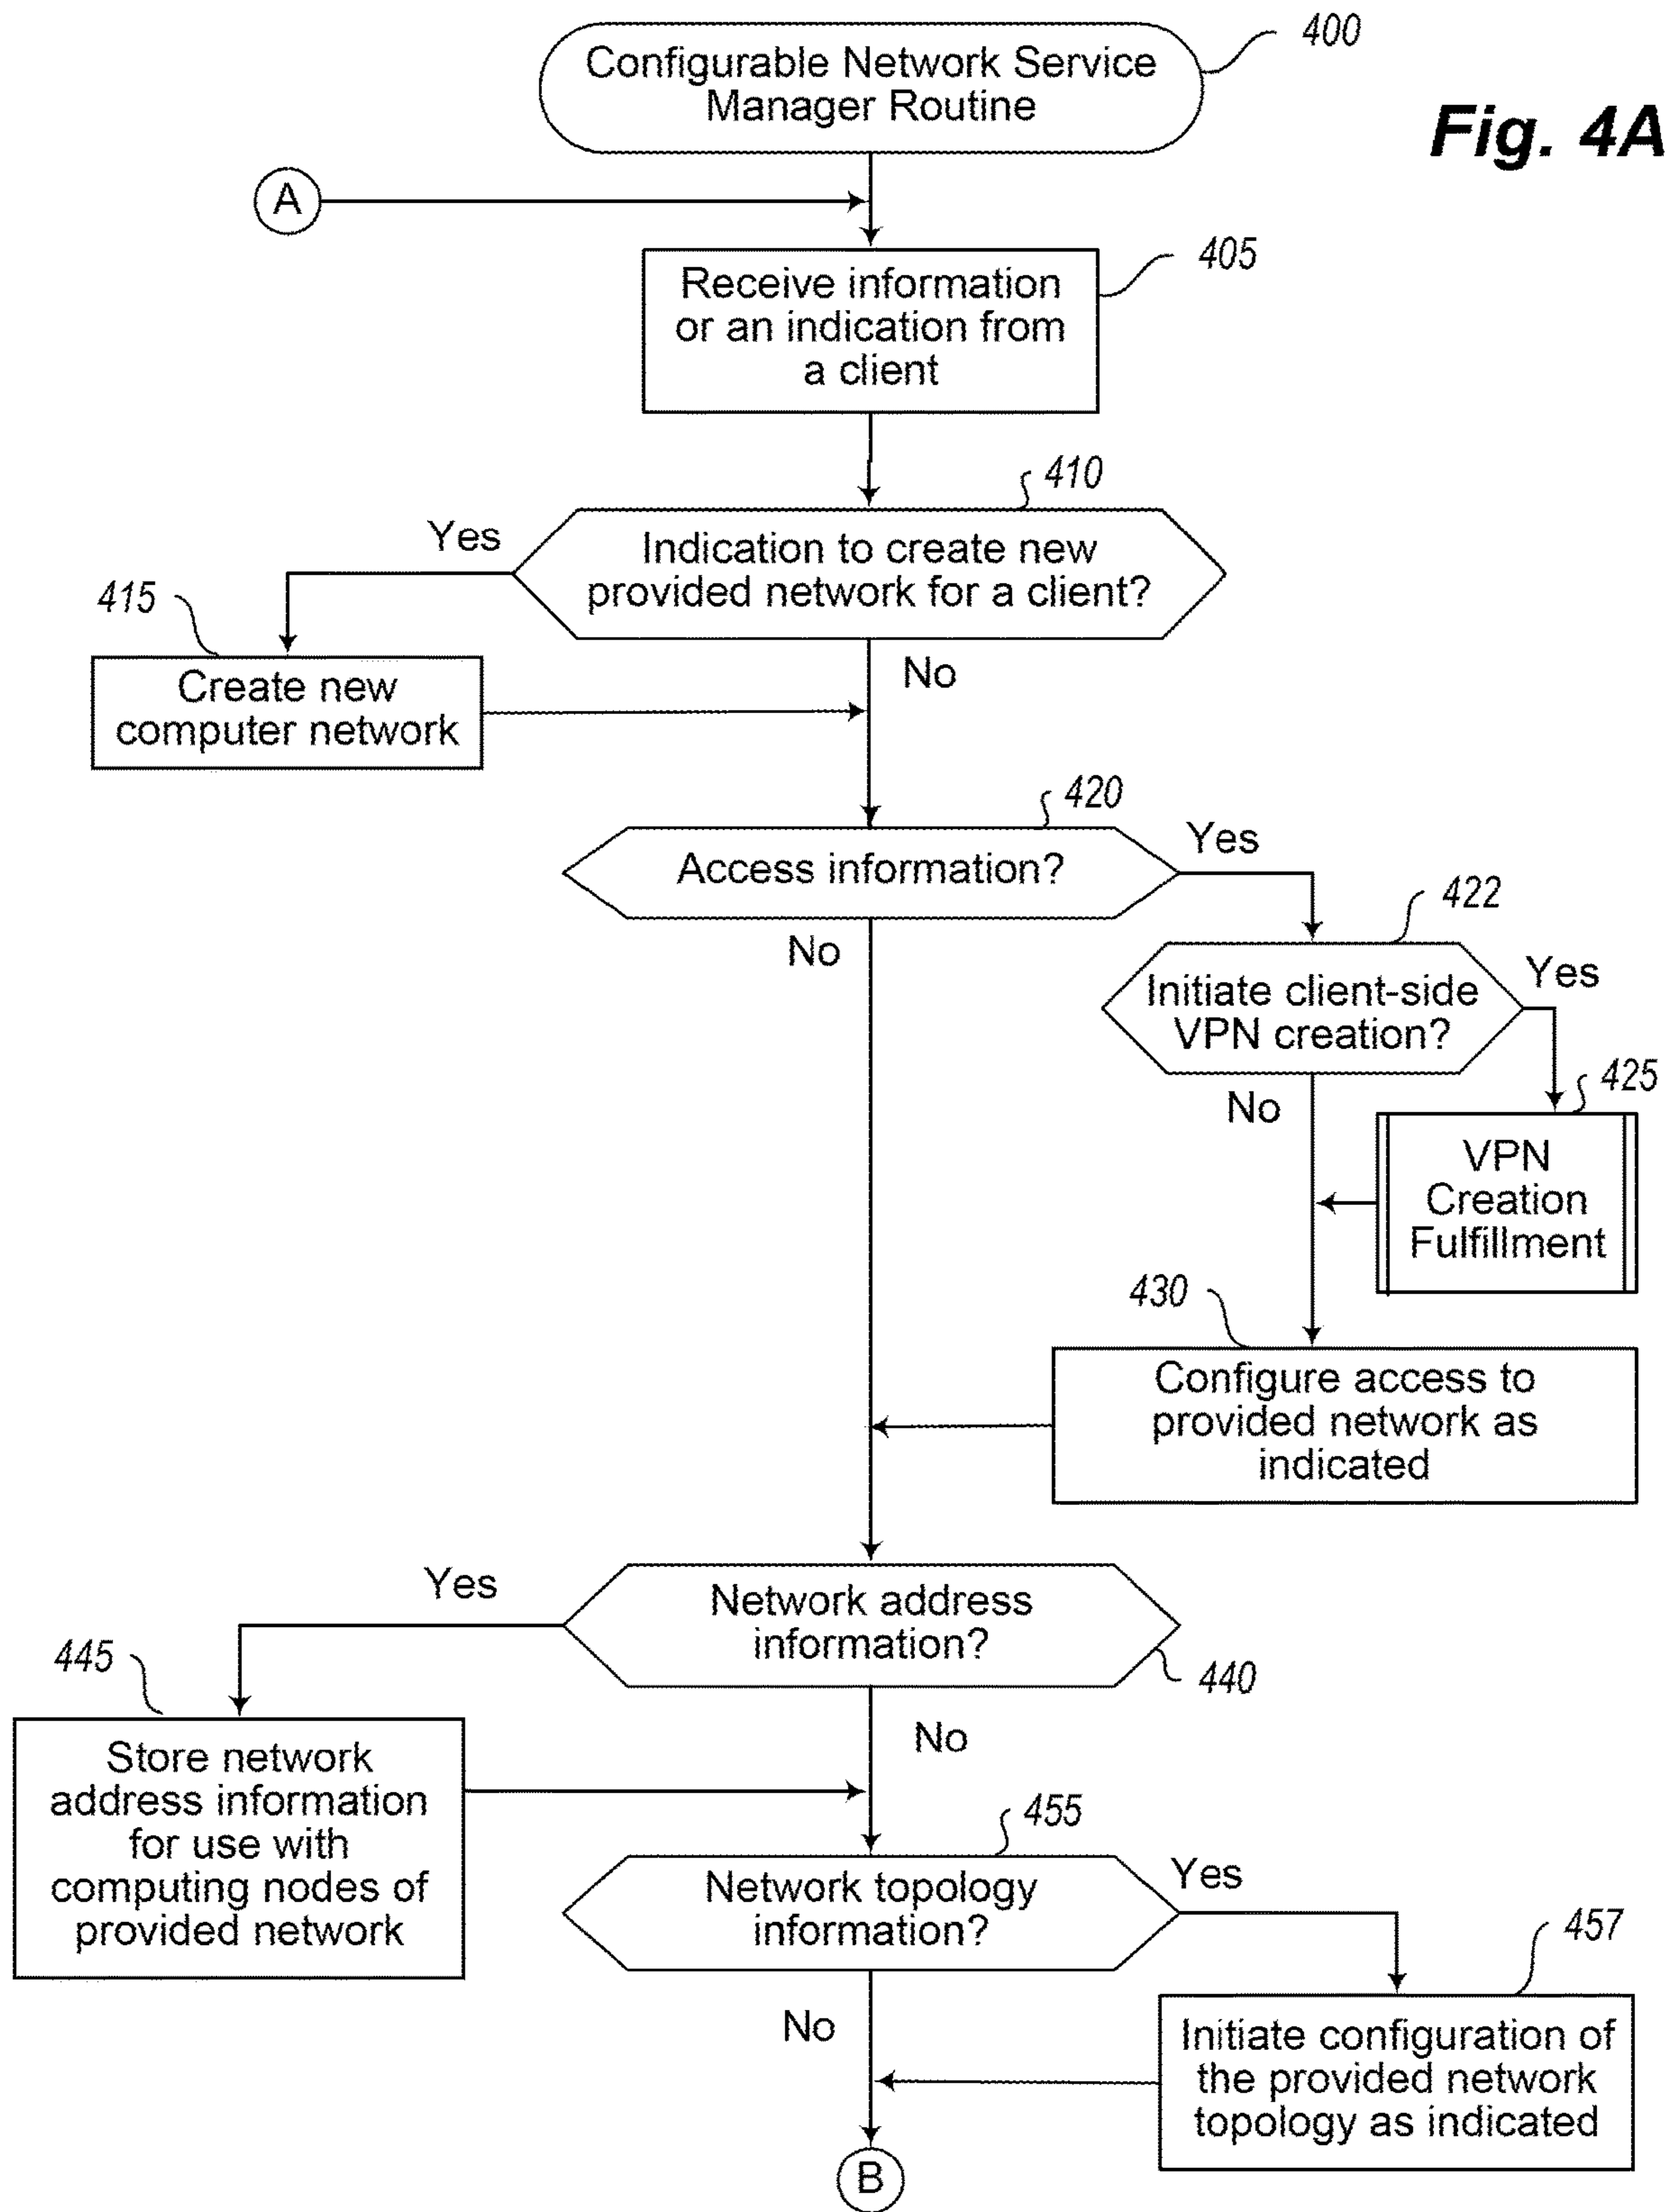 400
Configurable Network Service
Manager Routine
Fig. 4A
A
405
Receive information
or an indication from
a client
410
Yes
Indication to create new
provided network for a client?
415
No
Create new
computer network
420
Yes
Access information?
422
No
Yes
Initiate client-side
VPN creation?
425
No
VPN
Creation
Fulfillment
430
Configure access to
provided network as
indicated
Yes
Network address
information?
445
440
No
Store network
address information
for use with
computing nodes of
provided network
455
Yes
Network topology
information?
457
No
Initiate configuration of
the provided network
topology as indicated
B